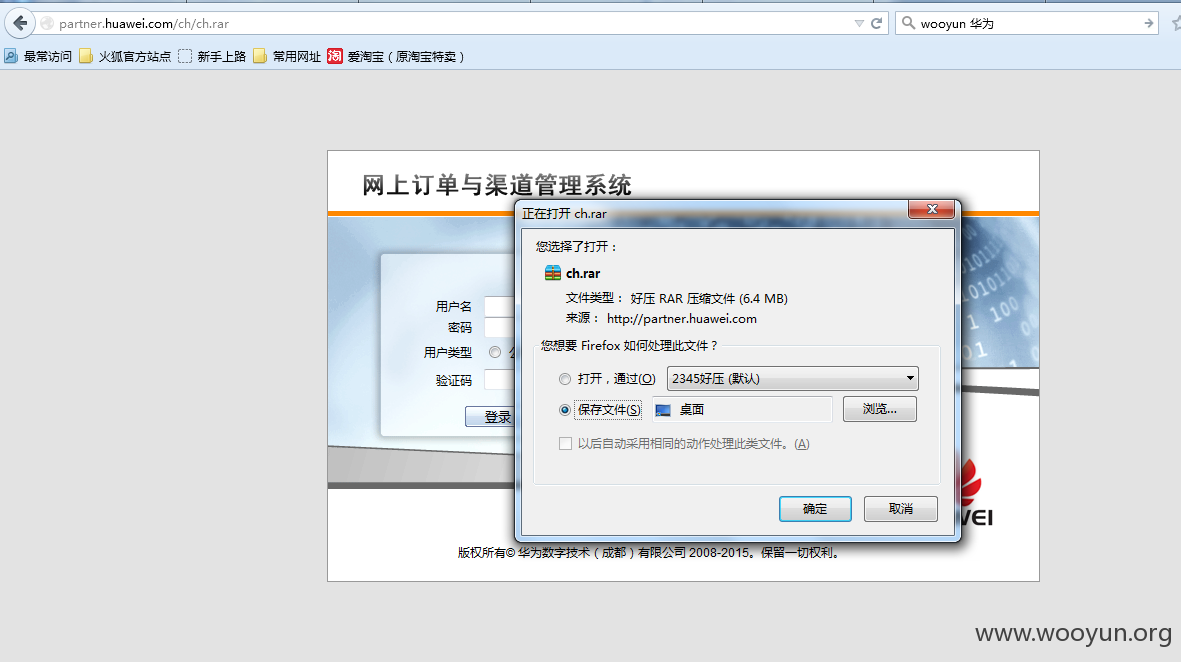 partner.huawei.com/ch/ch.rar
wooyun 华为
最常访问 火狐官方站点 新手上路 常用网址 淘 爱淘宝（原淘宝特卖）
网上订单与渠道管理系统
正在打开 ch.rar
您选择了打开：
ch.rar
文件类型： 好压 RAR 压缩文件 (6.4 MB)
来源： http://partner.huawei.com
您想要 Firefox 如何处理此文件？
打开，通过(O) 2345好压 (默认)
保存文件(S) 桌面 浏览...
以后自动采用相同的动作处理此类文件。(A)
确定 取消
用户名
密码
用户类型
验证码
登录
WEI
版权所有© 华为数字技术（成都）有限公司 2008-2015。保留一切权利。
www.wooyun.org